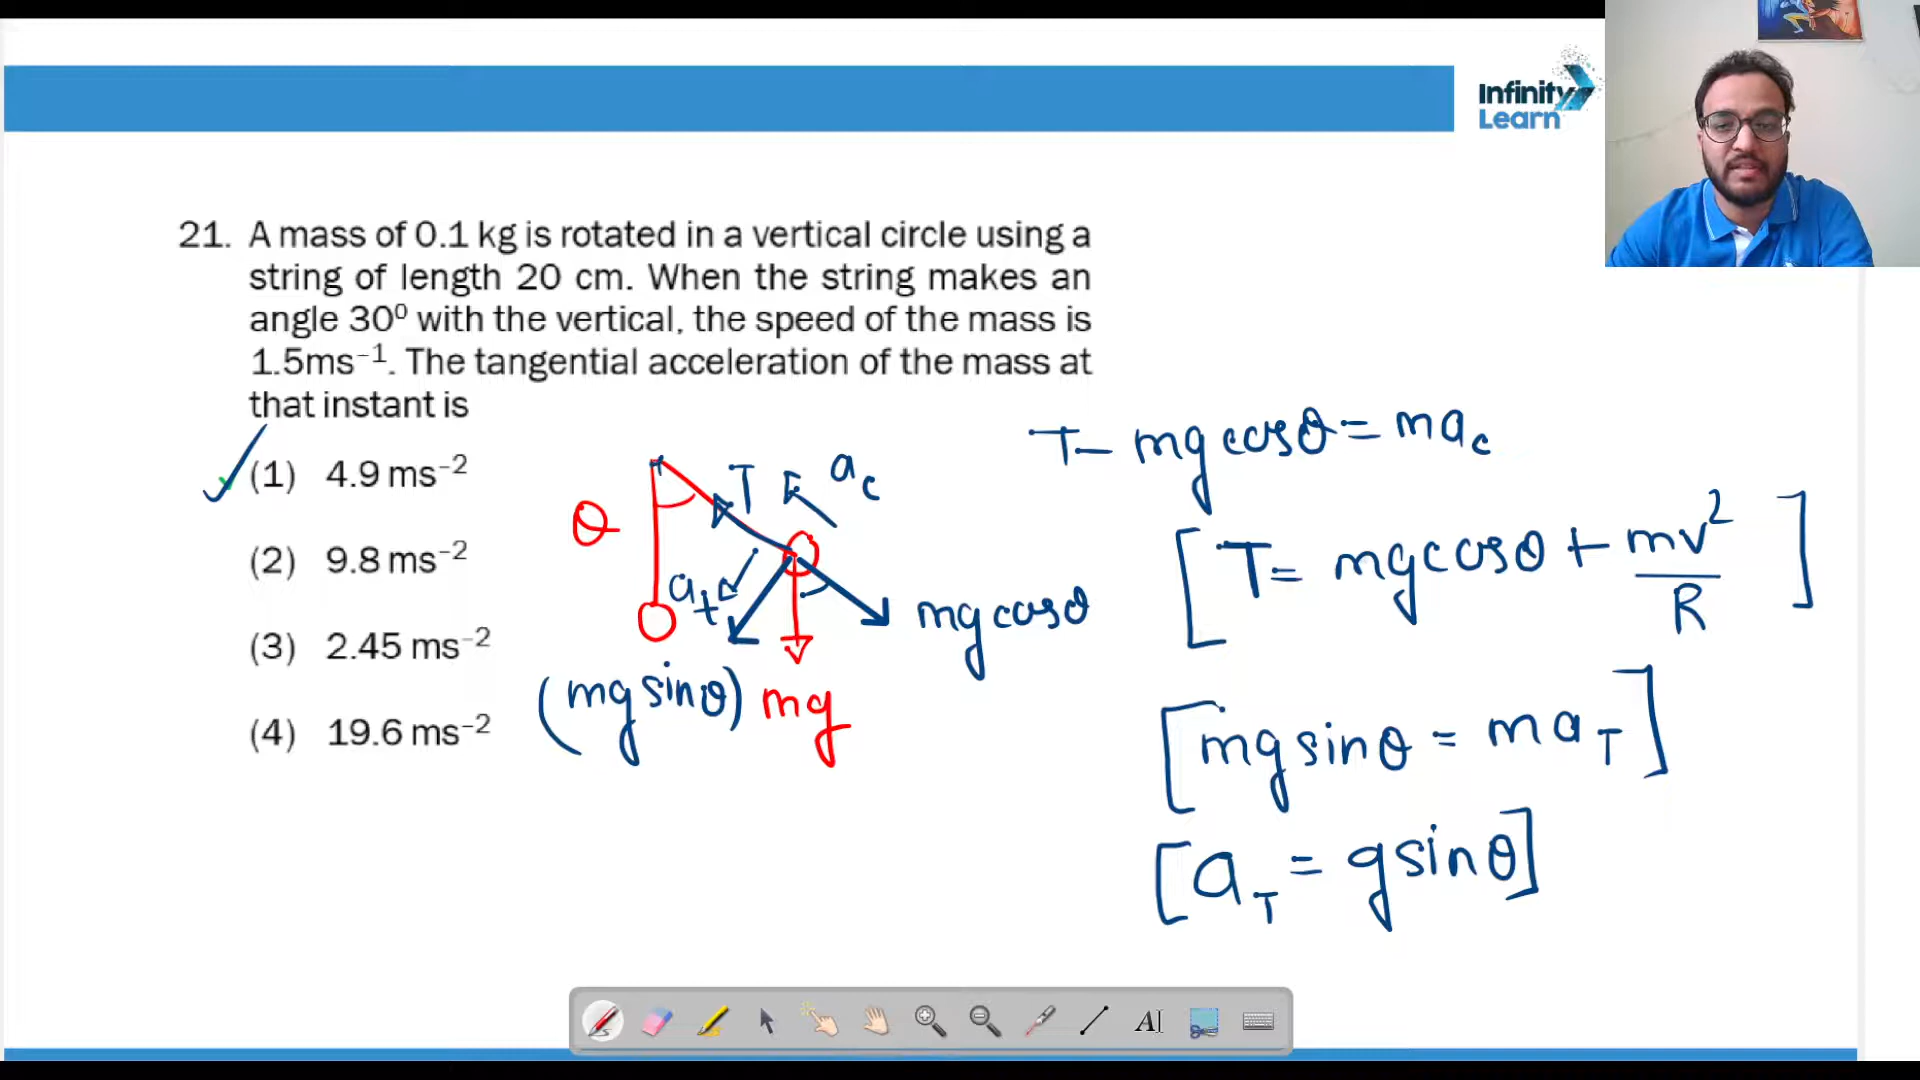 Infinity
Learn
21. A mass of 0.1 kg is rotated in a vertical circle using a
string of length 20 cm. When the string makes an
angle 30⁰ with the vertical, the speed of the mass is
1.5ms⁻¹. The tangential acceleration of the mass at
that instant is
(1) 4.9 ms⁻²
(2) 9.8 ms⁻²
(3) 2.45 ms⁻²
(4) 19.6 ms⁻²
θ
T
a_c
a_t
mg cosθ
(mg sinθ)
mg
T - mg cosθ = ma_c
[T = mg cosθ + mv²/R]
[mg sinθ = ma_T]
[a_T = g sinθ]
AI